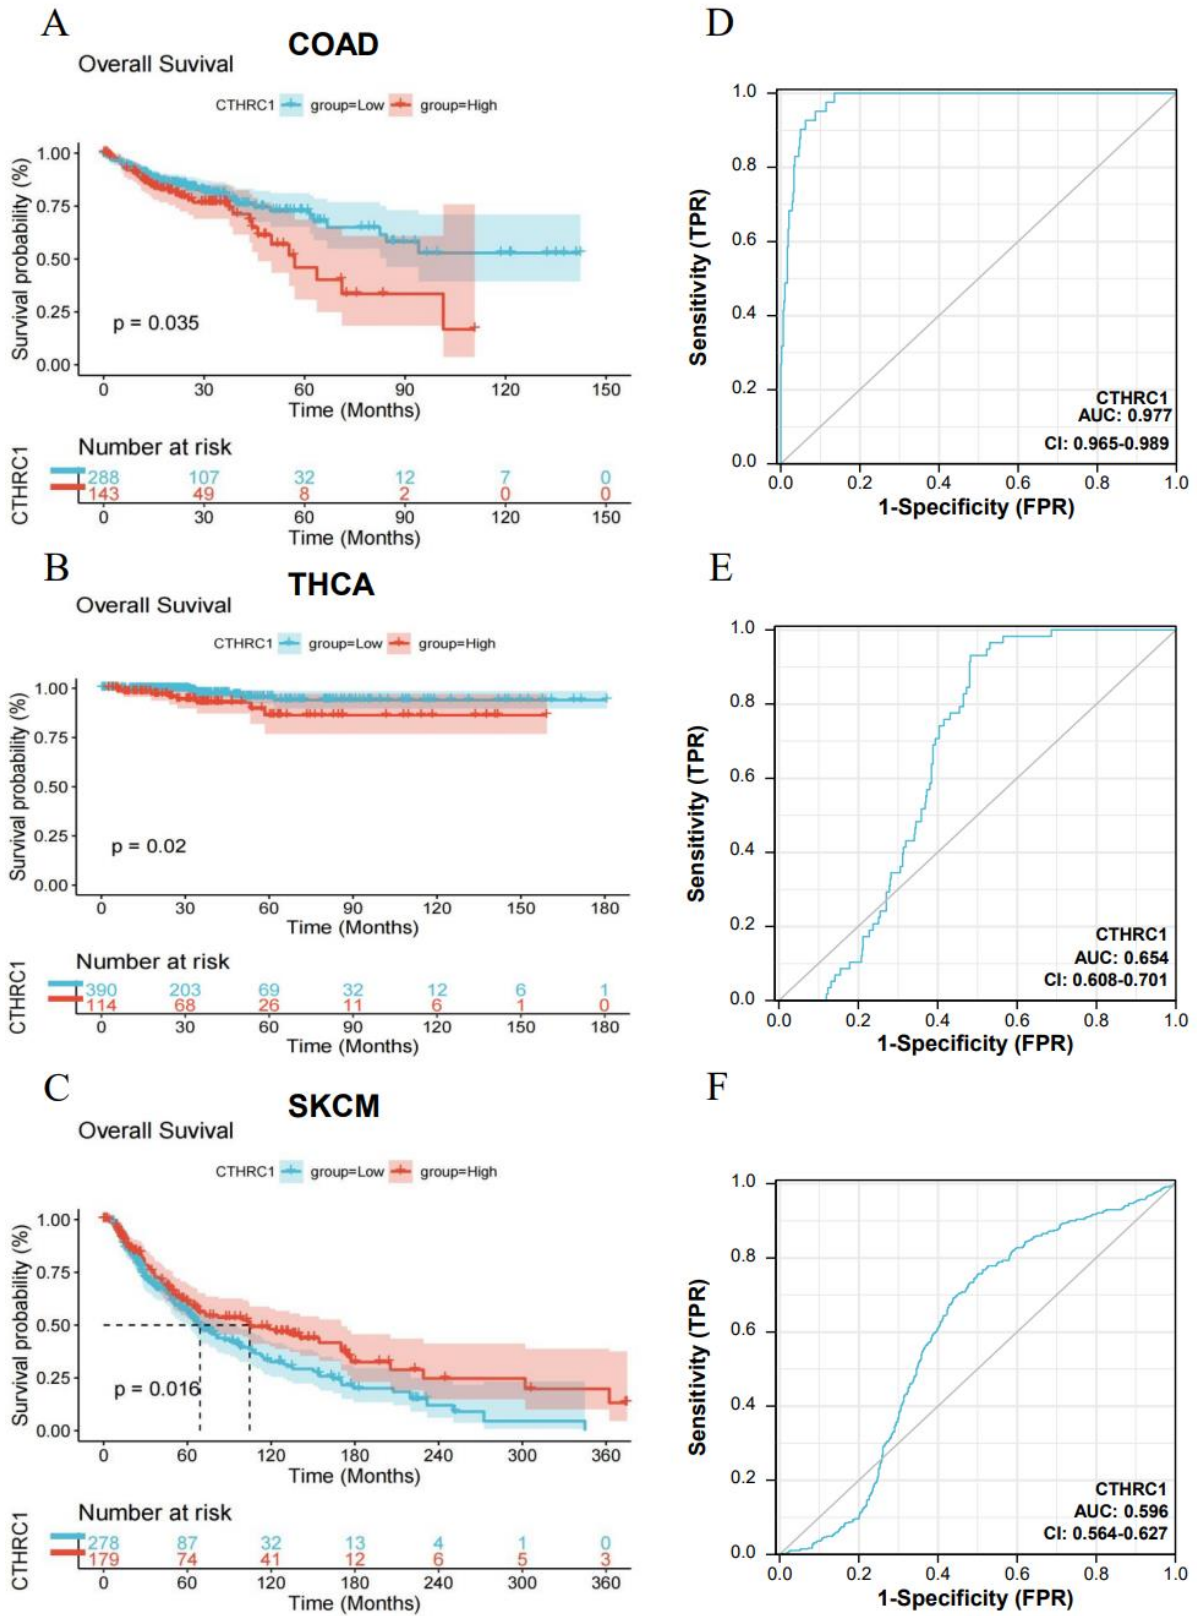 A
COAD
Overall Suvival
CTHRC1 group=Low group=High
Survival probability (%)
1.00
0.75
0.50
0.25
0.00
p = 0.035
0 30 60 90 120 150
Time (Months)
Number at risk
CTHRC1
288 107 32 12 7 0
143 49 8 2 0 0
0 30 60 90 120 150
Time (Months)
D
Sensitivity (TPR)
1.0
0.8
0.6
0.4
0.2
0.0
CTHRC1
AUC: 0.977
CI: 0.965-0.989
0.0 0.2 0.4 0.6 0.8 1.0
1-Specificity (FPR)
B
THCA
Overall Suvival
CTHRC1 group=Low group=High
Survival probability (%)
1.00
0.75
0.50
0.25
0.00
p = 0.02
0 30 60 90 120 150 180
Time (Months)
Number at risk
CTHRC1
390 203 69 32 12 6 1
114 68 26 11 6 1 0
0 30 60 90 120 150 180
Time (Months)
E
Sensitivity (TPR)
1.0
0.8
0.6
0.4
0.2
0.0
CTHRC1
AUC: 0.654
CI: 0.608-0.701
0.0 0.2 0.4 0.6 0.8 1.0
1-Specificity (FPR)
C
SKCM
Overall Suvival
CTHRC1 group=Low group=High
Survival probability (%)
1.00
0.75
0.50
0.25
0.00
p = 0.016
0 60 120 180 240 300 360
Time (Months)
Number at risk
CTHRC1
278 87 32 13 4 1 0
179 74 41 12 6 5 3
0 60 120 180 240 300 360
Time (Months)
F
Sensitivity (TPR)
1.0
0.8
0.6
0.4
0.2
0.0
CTHRC1
AUC: 0.596
CI: 0.564-0.627
0.0 0.2 0.4 0.6 0.8 1.0
1-Specificity (FPR)